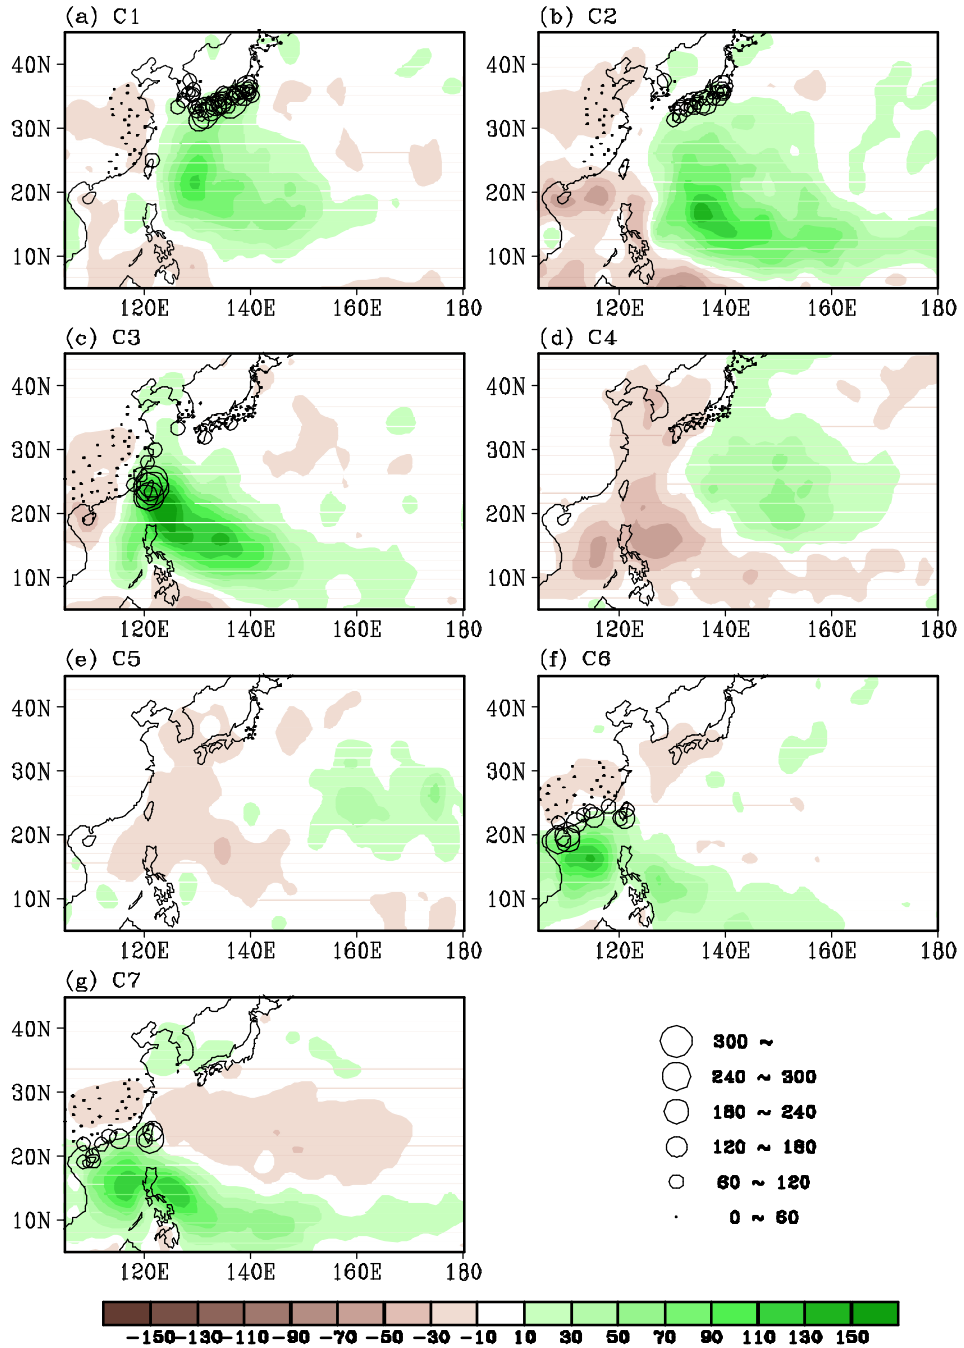 (a) C1
(b) C2
40N
30N
20N
10N
120E 140E 160E 180
40N
30N
20N
10N
120E 140E 160E 180
(c) C3
(d) C4
40N
30N
20N
10N
120E 140E 160E 180
40N
30N
20N
10N
120E 140E 160E 180
(e) C5
(f) C6
40N
30N
20N
10N
120E 140E 160E 180
40N
30N
20N
10N
120E 140E 160E 180
(g) C7
40N
30N
20N
10N
120E 140E 160E 180
300 ~
240 ~ 300
180 ~ 240
120 ~ 180
60 ~ 120
0 ~ 60
-150 -130 -110 -90 -70 -50 -30 -10 10 30 50 70 90 110 130 150